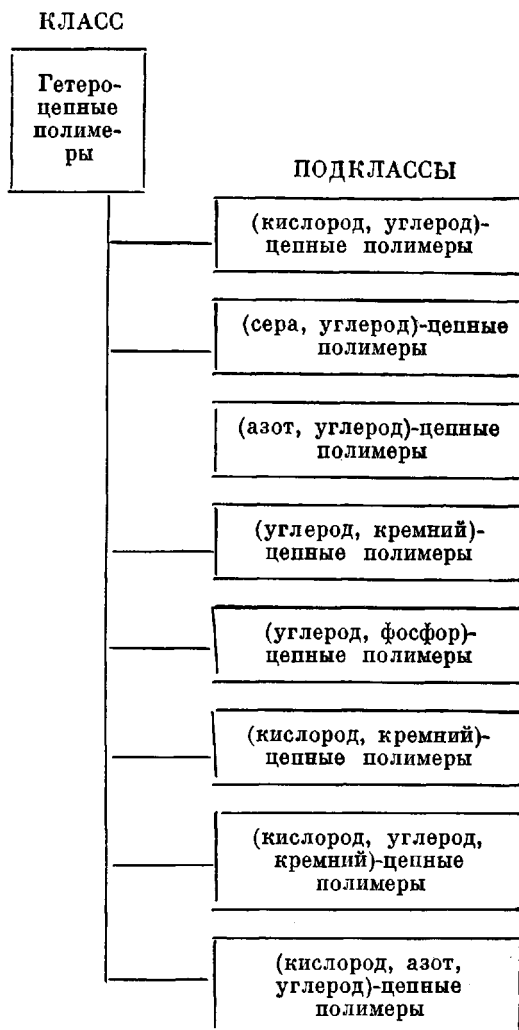 КЛАСС
Гетеро-
цепные
полиме-
ры
ПОДКЛАССЫ
(кислород, углерод)-
цепные полимеры
(сера, углерод)-цепные
полимеры
(азот, углерод)-цепные
полимеры
(углерод, кремний)-
цепные полимеры
(углерод, фосфор)-
цепные полимеры
(кислород, кремний)-
цепные полимеры
(кислород, углерод,
кремний)-цепные
полимеры
(кислород, азот,
углерод)-цепные
полимеры